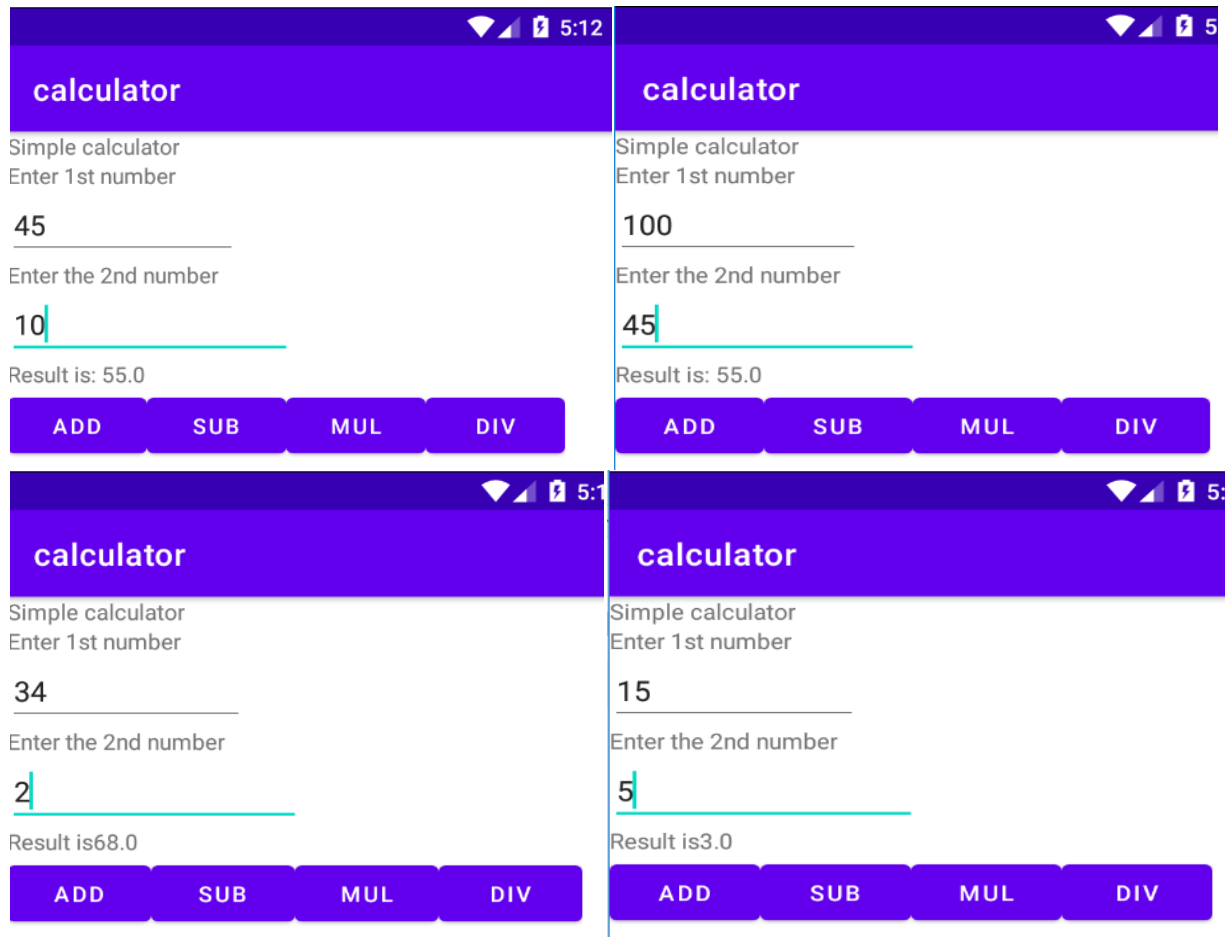 5:12
calculator
Simple calculator
Enter 1st number
45
Enter the 2nd number
10
Result is: 55.0
ADD SUB MUL DIV
5
calculator
Simple calculator
Enter 1st number
100
Enter the 2nd number
45
Result is: 55.0
ADD SUB MUL DIV
5:1
calculator
Simple calculator
Enter 1st number
34
Enter the 2nd number
2
Result is68.0
ADD SUB MUL DIV
5:
calculator
Simple calculator
Enter 1st number
15
Enter the 2nd number
5
Result is3.0
ADD SUB MUL DIV